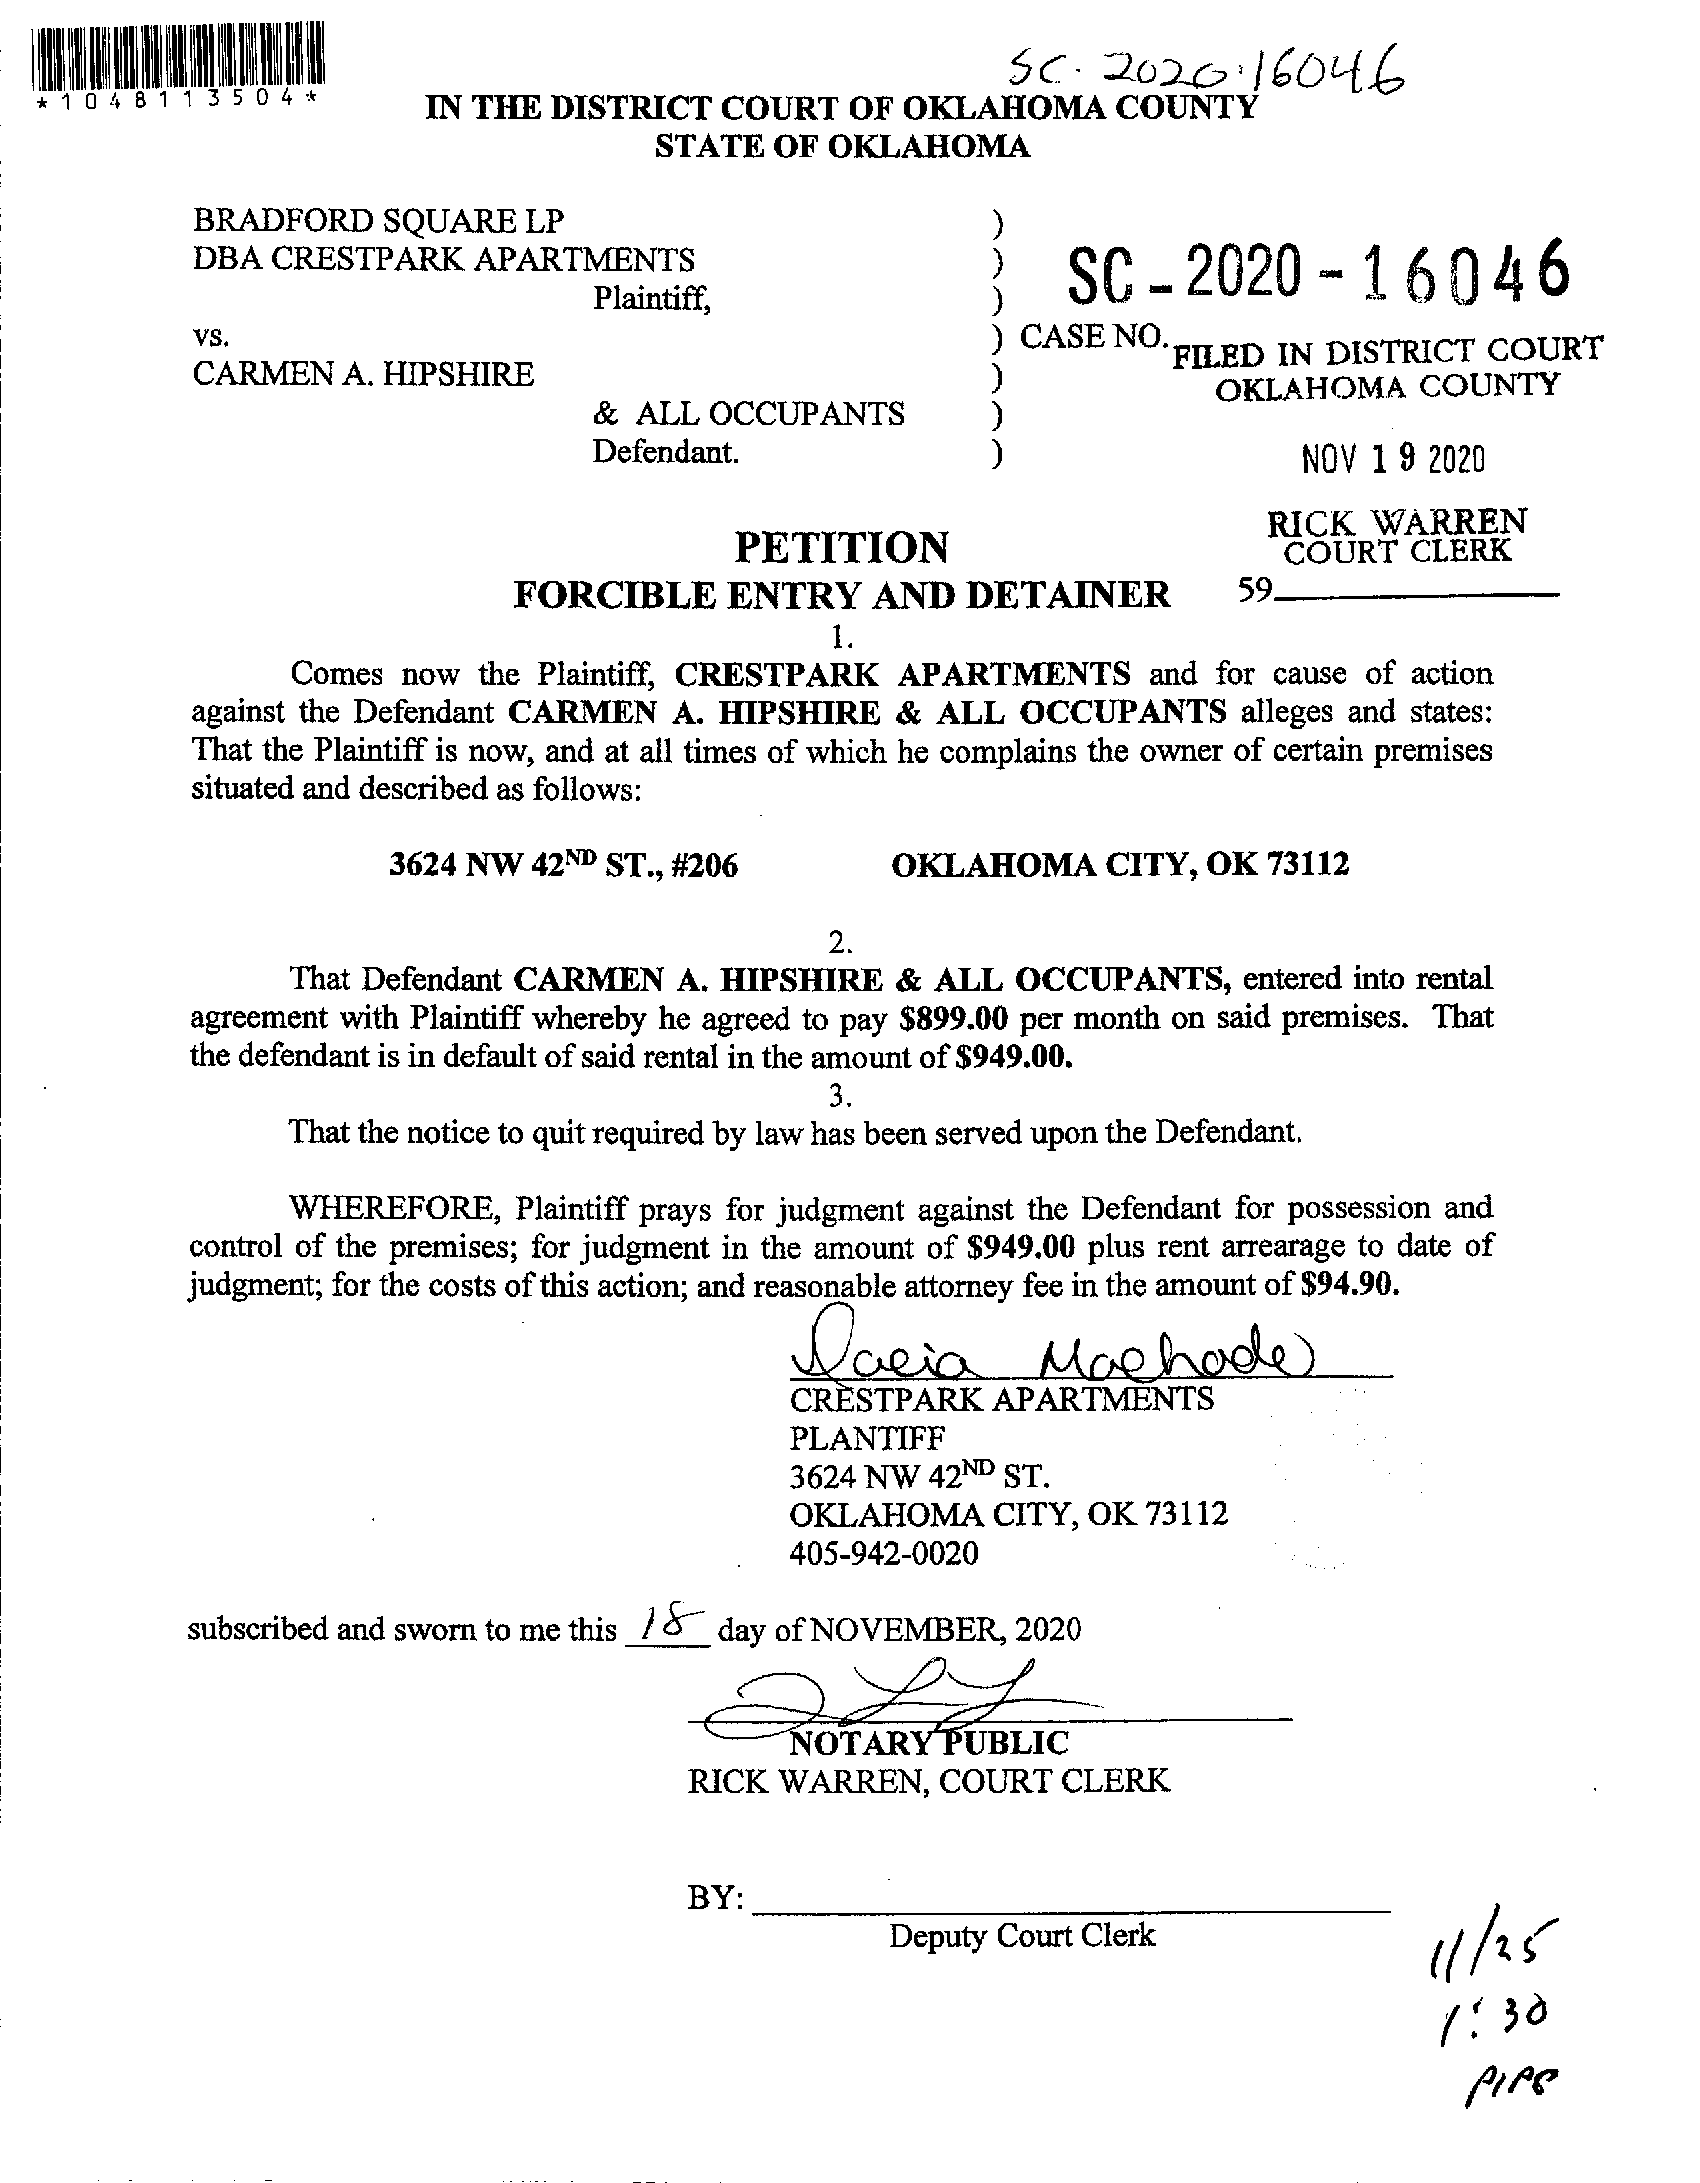 *1048113504*
SC. 2020.16046
IN THE DISTRICT COURT OF OKLAHOMA COUNTY
STATE OF OKLAHOMA
BRADFORD SQUARE LP )
DBA CRESTPARK APARTMENTS )
Plaintiff, )
SC-2020-16046
vs. ) CASE NO.
FILED IN DISTRICT COURT
CARMEN A. HIPSHIRE )
OKLAHOMA COUNTY
& ALL OCCUPANTS )
Defendant. )
NOV 19 2020
RICK WARREN
COURT CLERK
59
PETITION
FORCIBLE ENTRY AND DETAINER
1.
Comes now the Plaintiff, CRESTPARK APARTMENTS and for cause of action
against the Defendant CARMEN A. HIPSHIRE & ALL OCCUPANTS alleges and states:
That the Plaintiff is now, and at all times of which he complains the owner of certain premises
situated and described as follows:
3624 NW 42ND ST., #206 OKLAHOMA CITY, OK 73112
2.
That Defendant CARMEN A. HIPSHIRE & ALL OCCUPANTS, entered into rental
agreement with Plaintiff whereby he agreed to pay $899.00 per month on said premises. That
the defendant is in default of said rental in the amount of $949.00.
3.
That the notice to quit required by law has been served upon the Defendant.
WHEREFORE, Plaintiff prays for judgment against the Defendant for possession and
control of the premises; for judgment in the amount of $949.00 plus rent arrearage to date of
judgment; for the costs of this action; and reasonable attorney fee in the amount of $94.90.
CRESTPARK APARTMENTS
PLANTIFF
3624 NW 42ND ST.
OKLAHOMA CITY, OK 73112
405-942-0020
subscribed and sworn to me this 18 day of NOVEMBER, 2020
NOTARY PUBLIC
RICK WARREN, COURT CLERK
BY:
Deputy Court Clerk
11/25
1:30